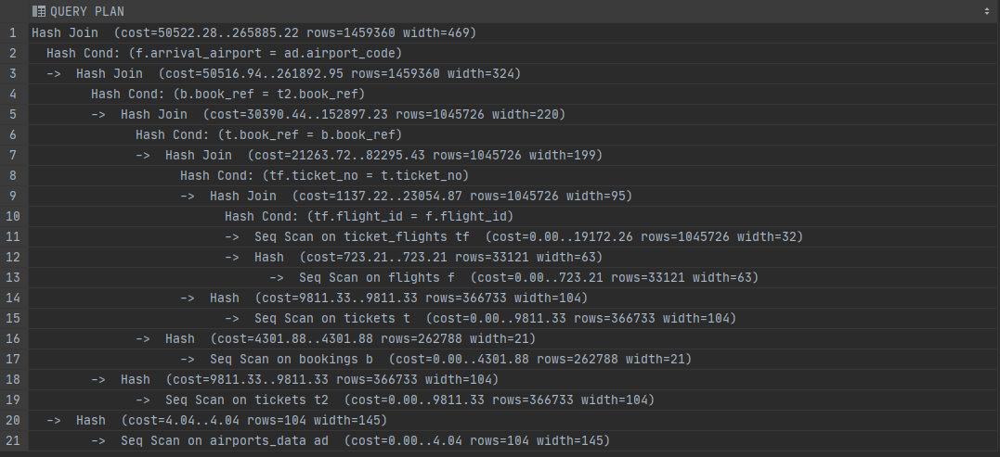 QUERY PLAN
1 Hash Join (cost=50522.28..265885.22 rows=1459360 width=469)
2 Hash Cond: (f.arrival_airport = ad.airport_code)
3 -> Hash Join (cost=50516.94..261892.95 rows=1459360 width=324)
4 Hash Cond: (b.book_ref = t2.book_ref)
5 -> Hash Join (cost=30390.44..152897.23 rows=1045726 width=220)
6 Hash Cond: (t.book_ref = b.book_ref)
7 -> Hash Join (cost=21263.72..82295.43 rows=1045726 width=199)
8 Hash Cond: (tf.ticket_no = t.ticket_no)
9 -> Hash Join (cost=1137.22..23054.87 rows=1045726 width=95)
10 Hash Cond: (tf.flight_id = f.flight_id)
11 -> Seq Scan on ticket_flights tf (cost=0.00..19172.26 rows=1045726 width=32)
12 -> Hash (cost=723.21..723.21 rows=33121 width=63)
13 -> Seq Scan on flights f (cost=0.00..723.21 rows=33121 width=63)
14 -> Hash (cost=9811.33..9811.33 rows=366733 width=104)
15 -> Seq Scan on tickets t (cost=0.00..9811.33 rows=366733 width=104)
16 -> Hash (cost=4301.88..4301.88 rows=262788 width=21)
17 -> Seq Scan on bookings b (cost=0.00..4301.88 rows=262788 width=21)
18 -> Hash (cost=9811.33..9811.33 rows=366733 width=104)
19 -> Seq Scan on tickets t2 (cost=0.00..9811.33 rows=366733 width=104)
20 -> Hash (cost=4.04..4.04 rows=104 width=145)
21 -> Seq Scan on airports_data ad (cost=0.00..4.04 rows=104 width=145)